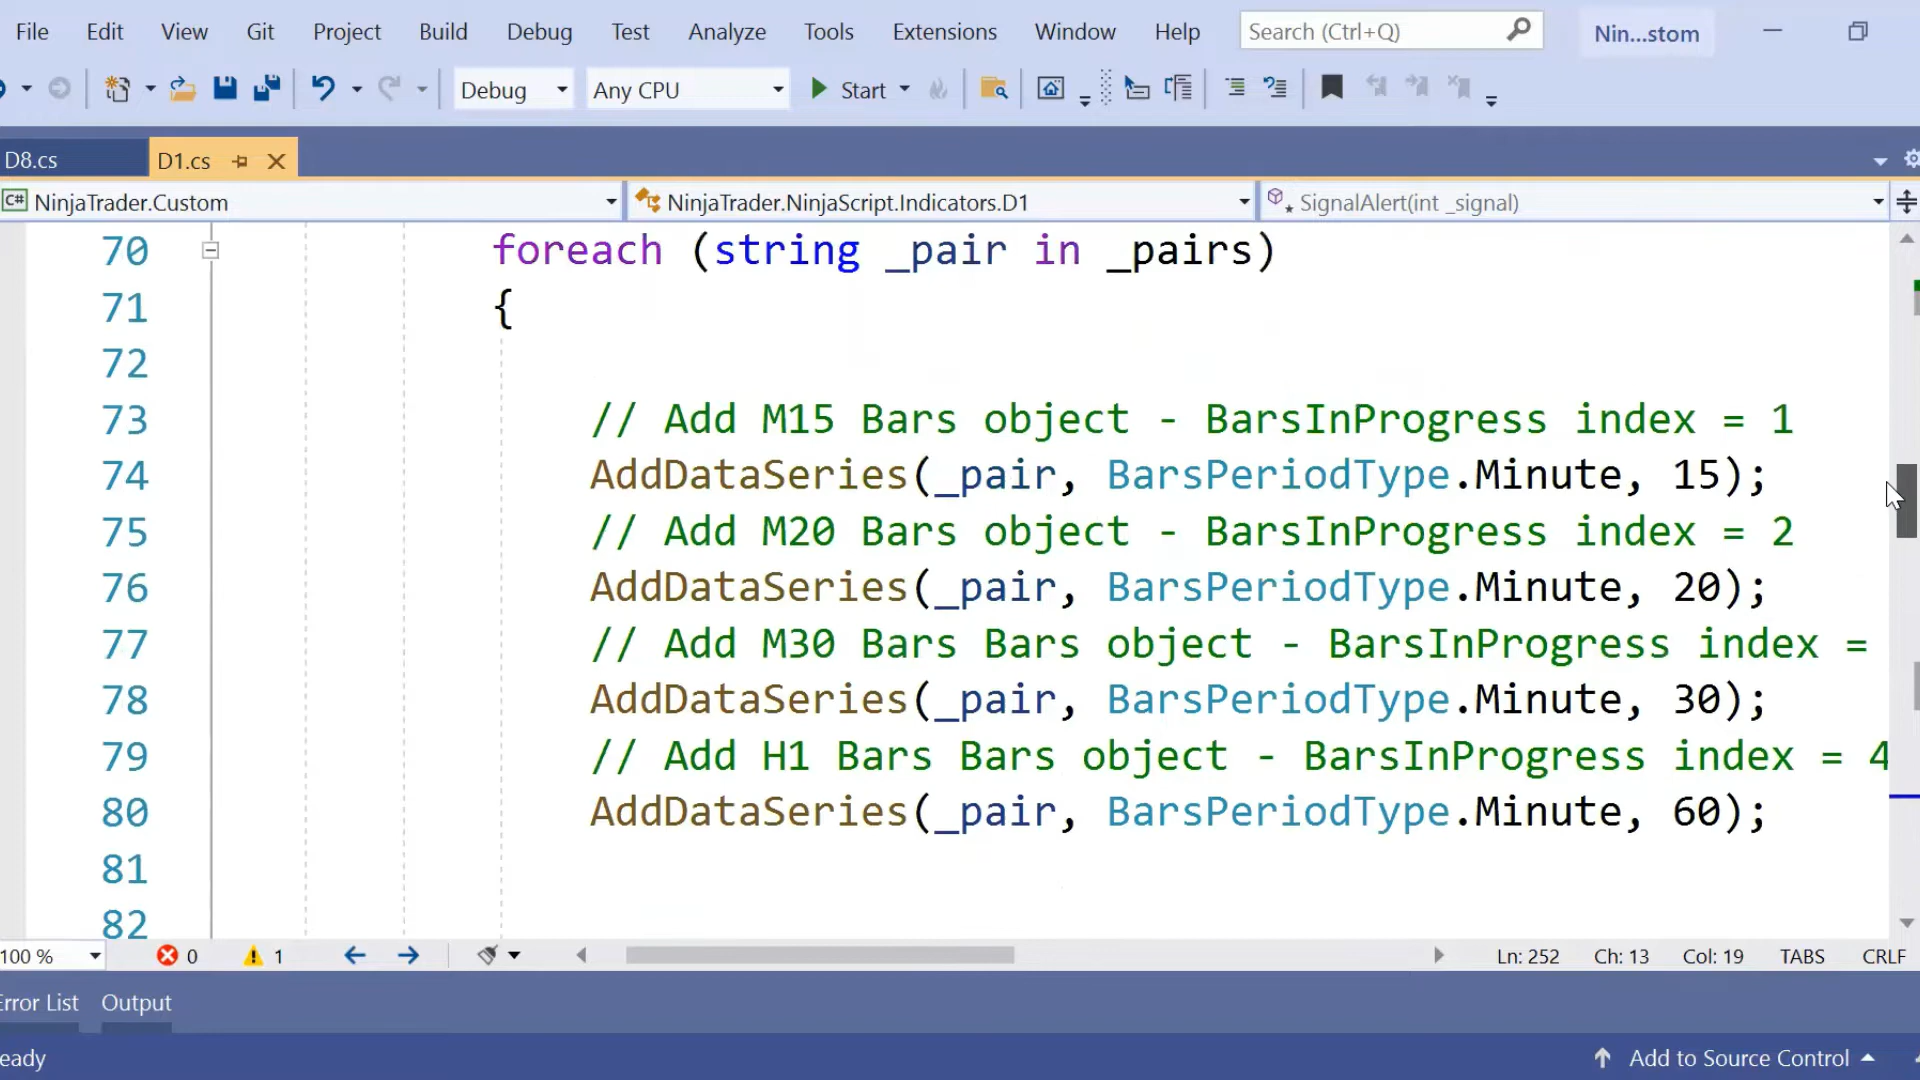 File Edit View Git Project Build Debug Test Analyze Tools Extensions Window Help Search (Ctrl+Q) Nin...stom
Debug Any CPU Start
D8.cs D1.cs
C# NinjaTrader.Custom NinjaTrader.NinjaScript.Indicators.D1 SignalAlert(int _signal)
70 foreach (string _pair in _pairs)
71 {
72
73 // Add M15 Bars object - BarsInProgress index = 1
74 AddDataSeries(_pair, BarsPeriodType.Minute, 15);
75 // Add M20 Bars object - BarsInProgress index = 2
76 AddDataSeries(_pair, BarsPeriodType.Minute, 20);
77 // Add M30 Bars Bars object - BarsInProgress index =
78 AddDataSeries(_pair, BarsPeriodType.Minute, 30);
79 // Add H1 Bars Bars object - BarsInProgress index = 4
80 AddDataSeries(_pair, BarsPeriodType.Minute, 60);
81
82
100 % 0 1 Ln: 252 Ch: 13 Col: 19 TABS CRLF
Error List Output
eady Add to Source Control